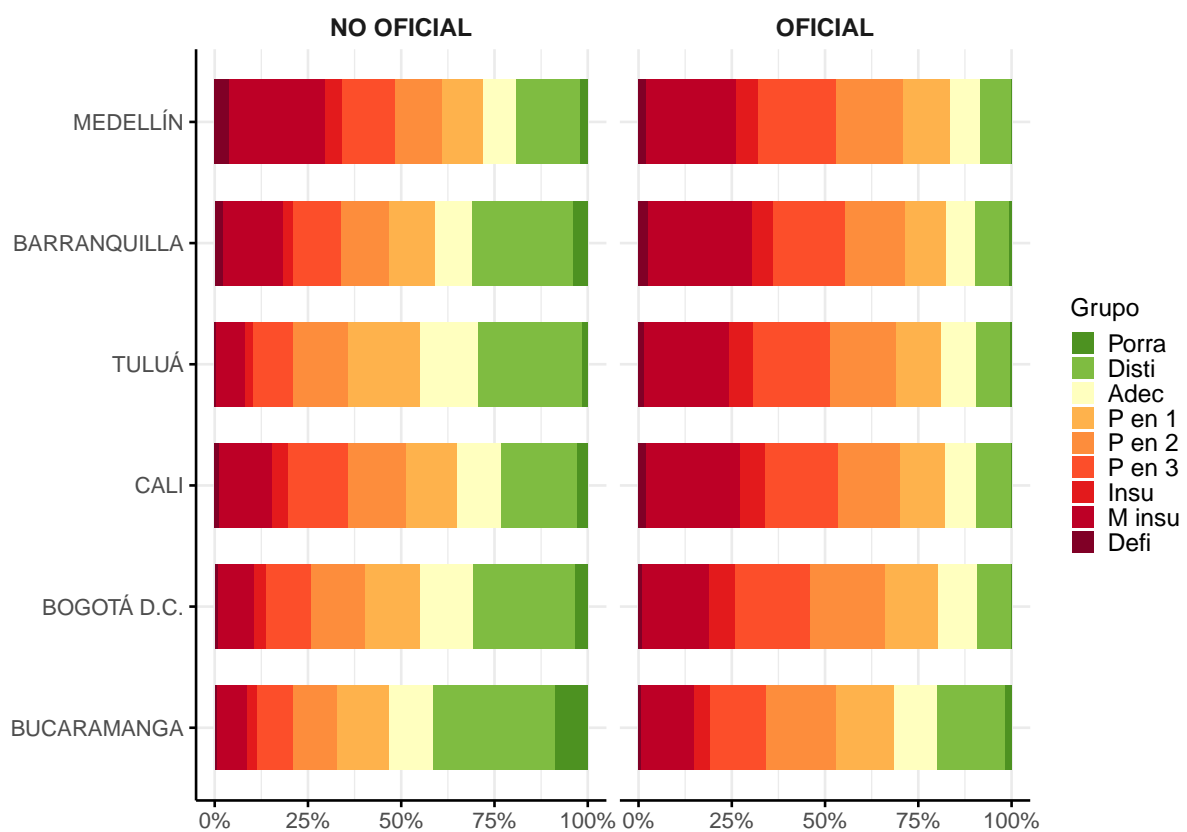 NO OFICIAL
OFICIAL
MEDELLÍN
BARRANQUILLA
TULUÁ
CALI
BOGOTÁ D.C.
BUCARAMANGA
0% 25% 50% 75% 100% 0% 25% 50% 75% 100%
Grupo
Porra
Disti
Adec
P en 1
P en 2
P en 3
Insu
M insu
Defi